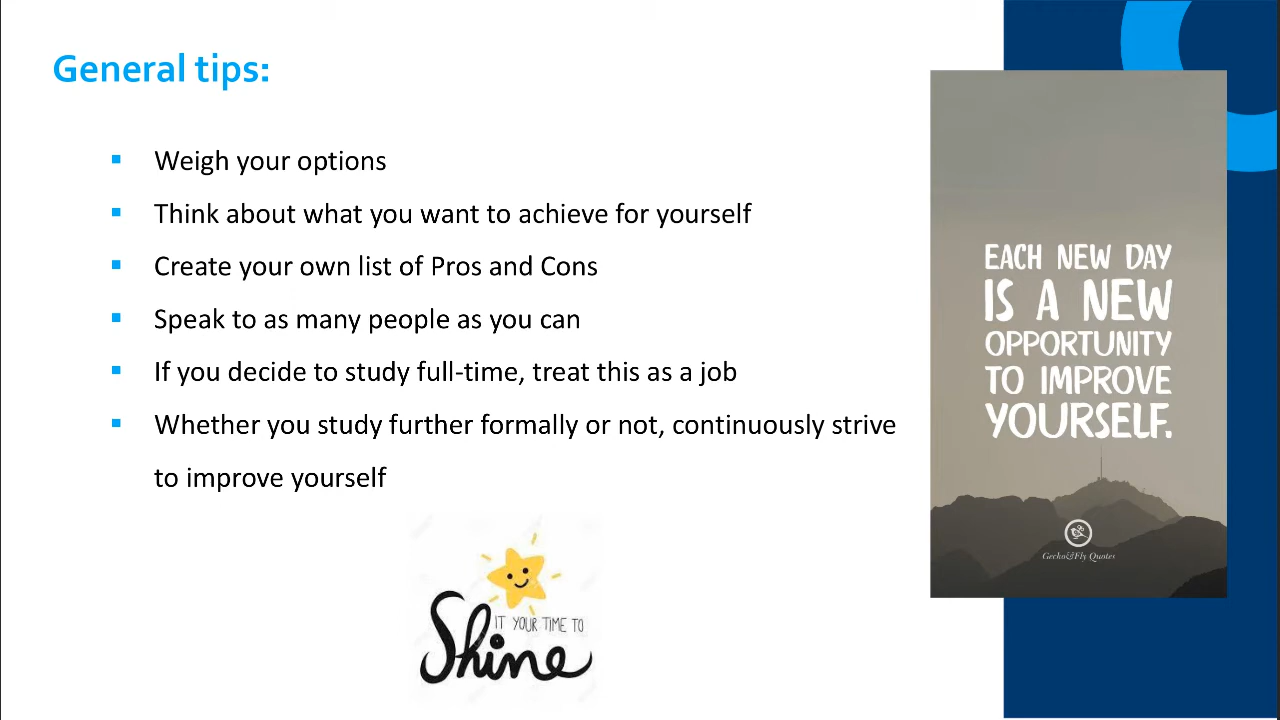 General tips:
Weigh your options
Think about what you want to achieve for yourself
Create your own list of Pros and Cons
Speak to as many people as you can
If you decide to study full-time, treat this as a job
Whether you study further formally or not, continuously strive
to improve yourself
EACH NEW DAY
IS A NEW
OPPORTUNITY
TO IMPROVE
YOURSELF.
Gecko&Fly Quotes
IT YOUR TIME TO
Shine